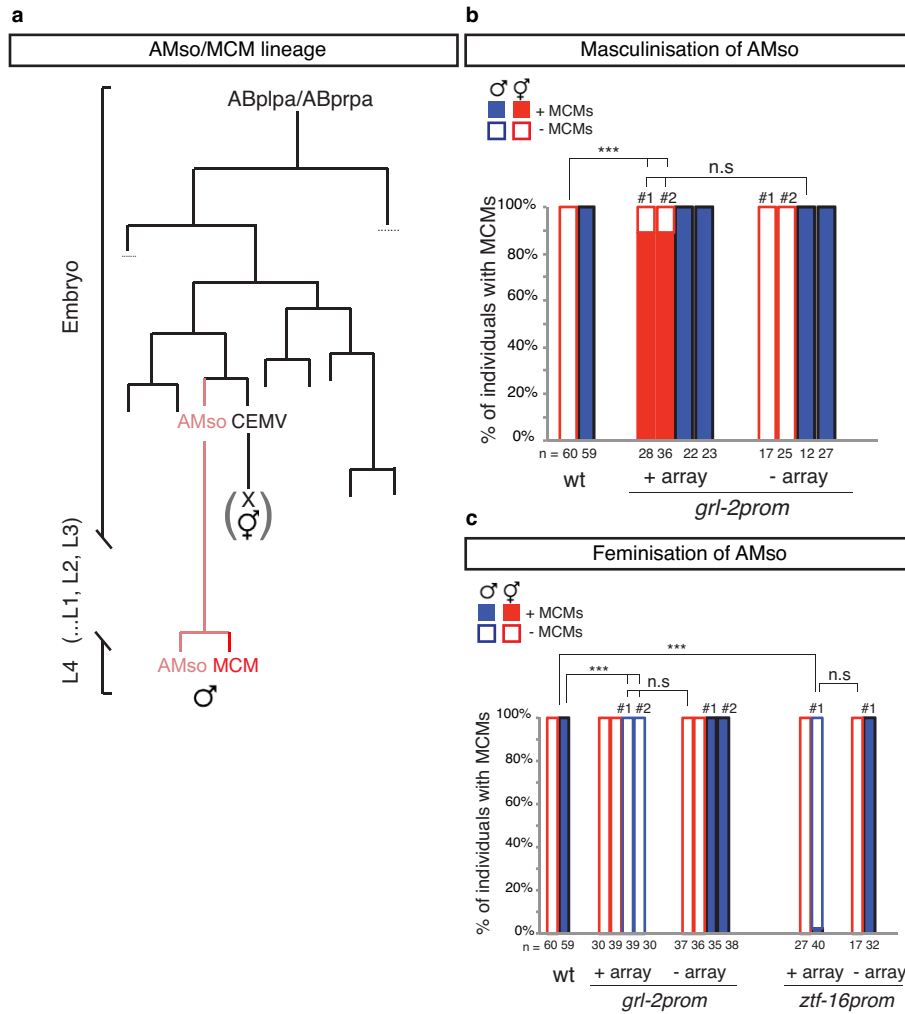 a
AMso/MCM lineage
ABplpa/ABprpa
Embryo
AMso CEMV
X
(⚥)
(...L1, L2, L3)
L4
AMso MCM
♂
b
Masculinisation of AMso
♂ ⚥
+ MCMs
- MCMs
***
n.s
#1 #2
#1 #2
% of individuals with MCMs
100%
80%
60%
40%
20%
0%
n = 60 59 28 36 22 23 17 25 12 27
wt + array - array
grl-2prom
c
Feminisation of AMso
♂ ⚥
+ MCMs
- MCMs
***
*** n.s n.s
#1 #2 #1 #2 #1 #1
% of individuals with MCMs
100%
80%
60%
40%
20%
0%
n = 60 59 30 39 39 30 37 36 35 38 27 40 17 32
wt + array - array + array - array
grl-2prom ztf-16prom